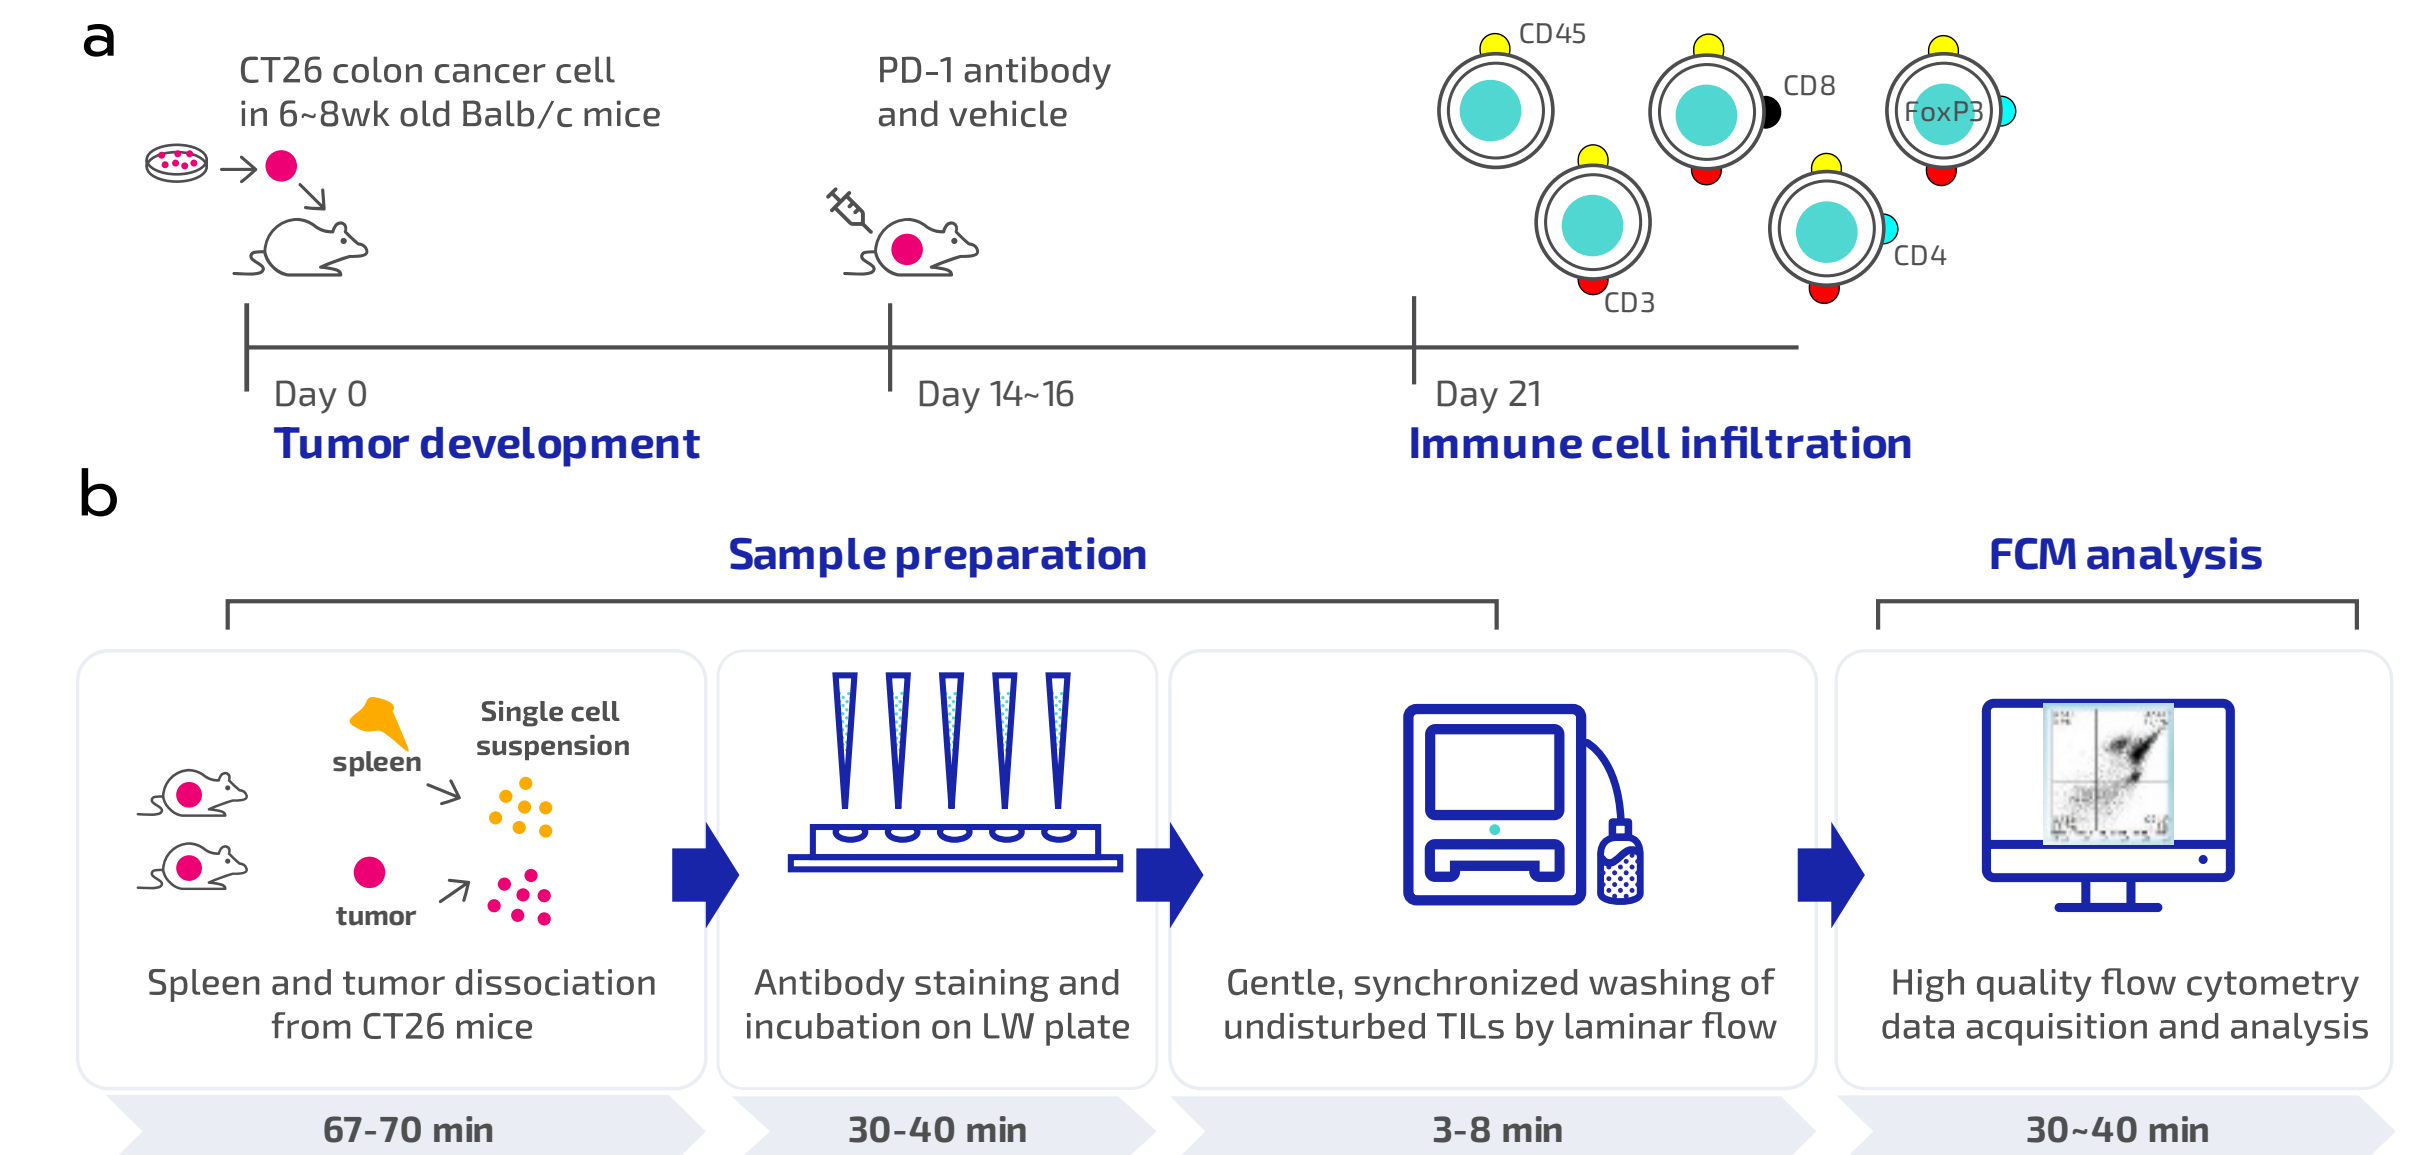 a
CT26 colon cancer cell
in 6~8wk old Balb/c mice
PD-1 antibody
and vehicle
CD45
CD8
FoxP3
CD3
CD4
Day 0
Day 14~16
Day 21
Tumor development
Immune cell infiltration
b
Sample preparation
FCM analysis
spleen
Single cell
suspension
tumor
Spleen and tumor dissociation
from CT26 mice
Antibody staining and
incubation on LW plate
Gentle, synchronized washing of
undisturbed TILs by laminar flow
High quality flow cytometry
data acquisition and analysis
67-70 min
30-40 min
3-8 min
30~40 min